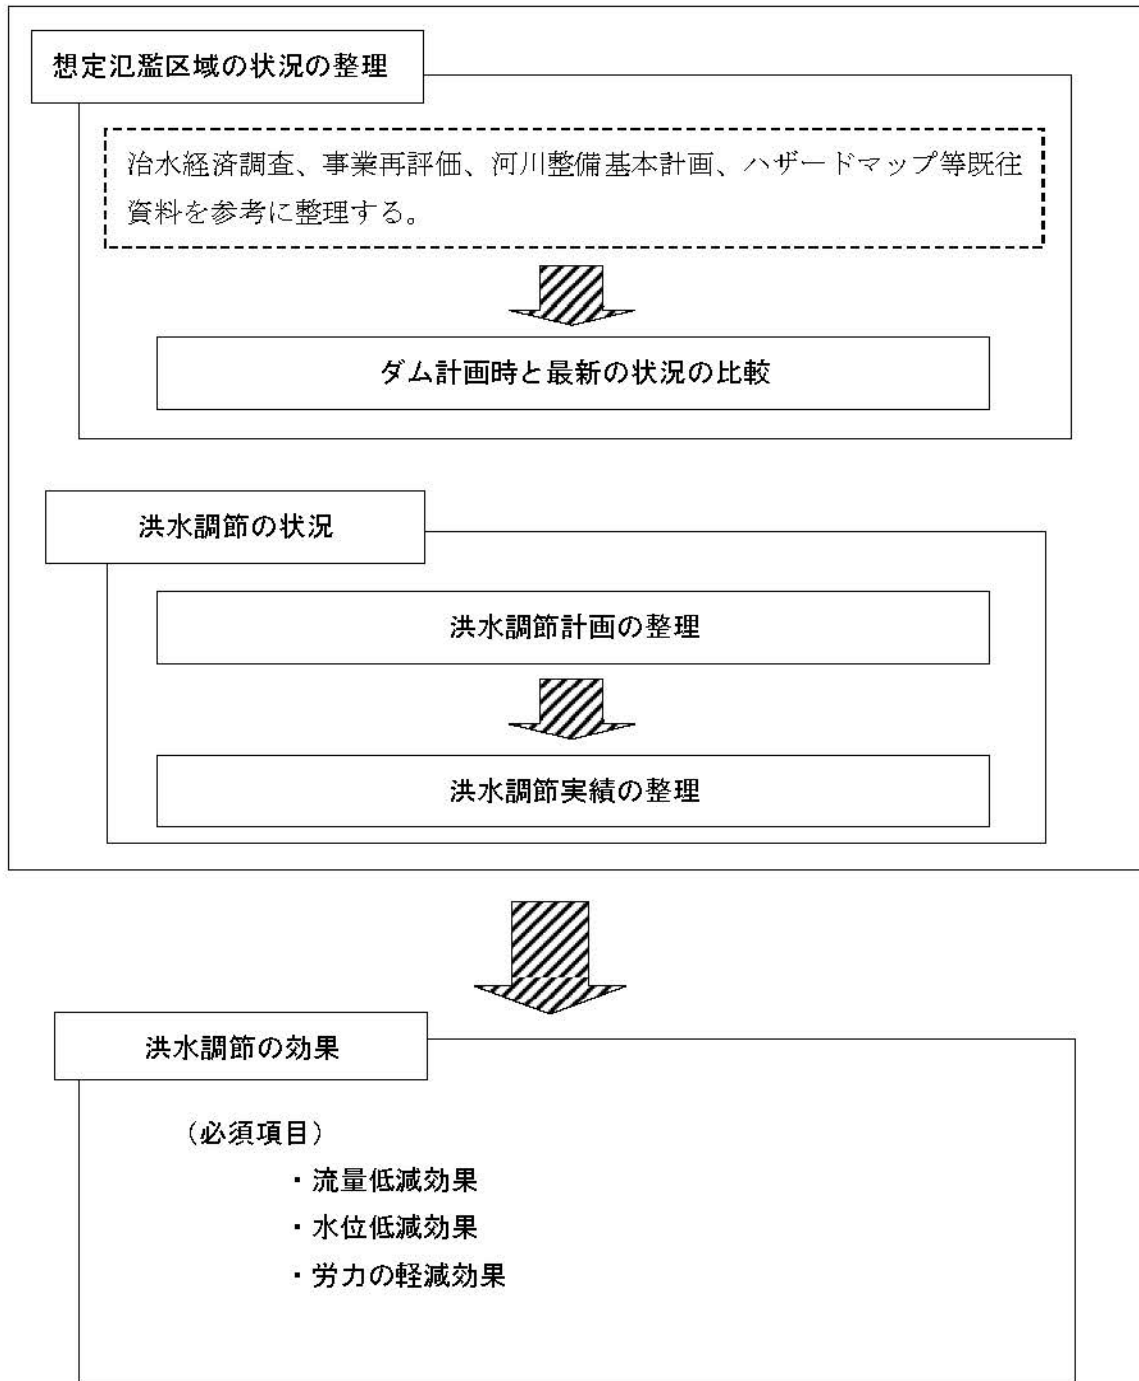 想定氾濫区域の状況の整理
治水経済調査、事業再評価、河川整備基本計画、ハザードマップ等既往
資料を参考に整理する。
ダム計画時と最新の状況の比較
洪水調節の状況
洪水調節計画の整理
洪水調節実績の整理
洪水調節の効果
（必須項目）
・流量低減効果
・水位低減効果
・労力の軽減効果